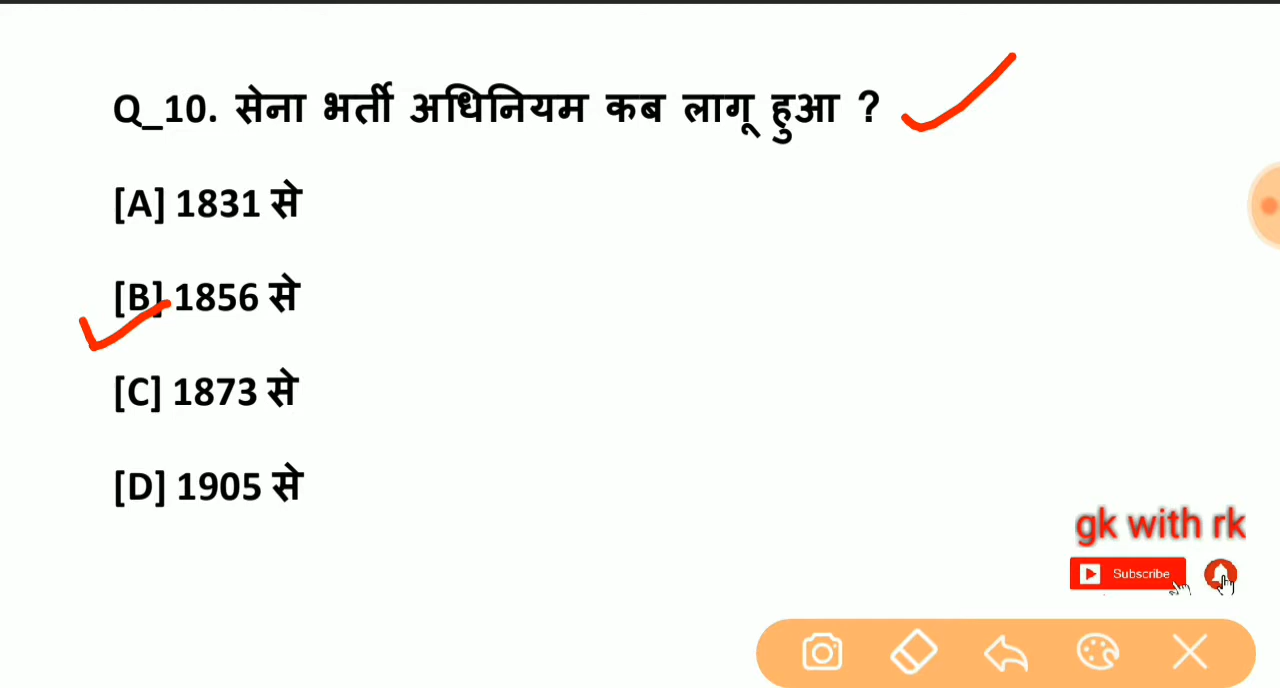 Q_10. सेना भर्ती अधिनियम कब लागू हुआ ?
[A] 1831 से
[B] 1856 से
[C] 1873 से
[D] 1905 से
gk with rk
Subscribe